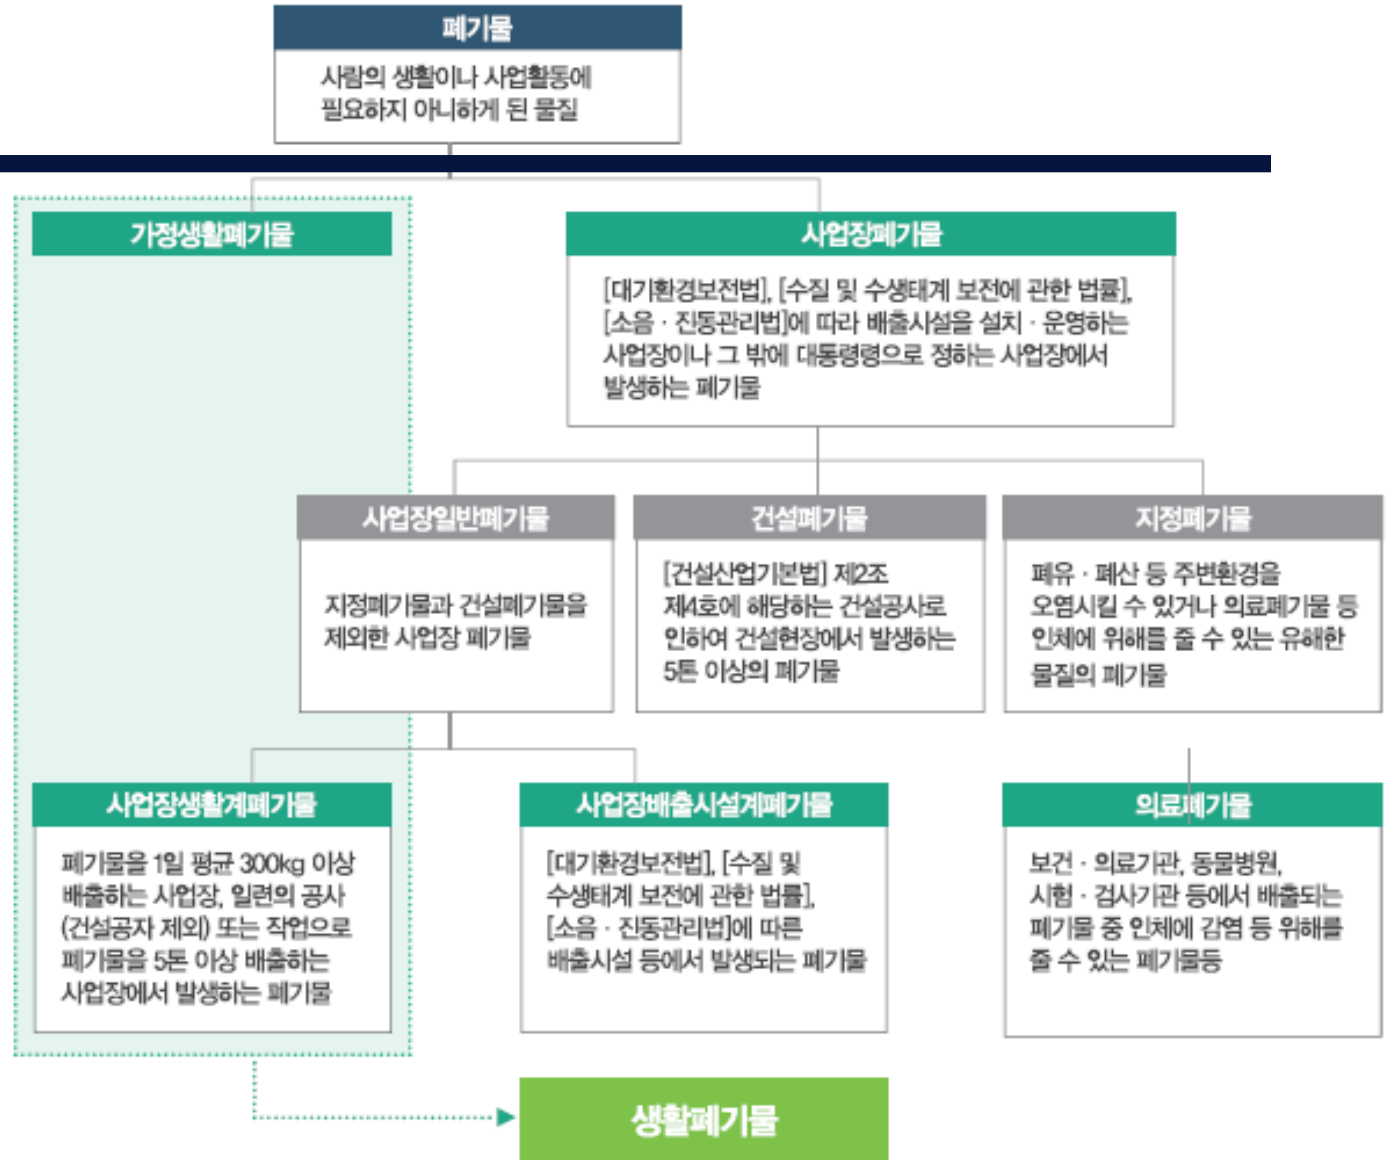 폐기물
사람의 생활이나 사업활동에
필요하지 아니하게 된 물질
가정생활폐기물
사업장폐기물
[대기환경보전법], [수질 및 수생태계 보전에 관한 법률],
[소음 · 진동관리법]에 따라 배출시설을 설치 · 운영하는
사업장이나 그 밖에 대통령령으로 정하는 사업장에서
발생하는 폐기물
사업장일반폐기물
지정폐기물과 건설폐기물을
제외한 사업장 폐기물
건설폐기물
[건설산업기본법] 제2조
제4호에 해당하는 건설공사로
인하여 건설현장에서 발생하는
5톤 이상의 폐기물
지정폐기물
폐유 · 폐산 등 주변환경을
오염시킬 수 있거나 의료폐기물 등
인체에 위해를 줄 수 있는 유해한
물질의 폐기물
사업장생활계폐기물
폐기물을 1일 평균 300kg 이상
배출하는 사업장, 일련의 공사
(건설공자 제외) 또는 작업으로
폐기물을 5톤 이상 배출하는
사업장에서 발생하는 폐기물
사업장배출시설계폐기물
[대기환경보전법], [수질 및
수생태계 보전에 관한 법률],
[소음 · 진동관리법]에 따른
배출시설 등에서 발생되는 폐기물
의료폐기물
보건 · 의료기관, 동물병원,
시험 · 검사기관 등에서 배출되는
폐기물 중 인체에 감염 등 위해를
줄 수 있는 폐기물등
생활폐기물